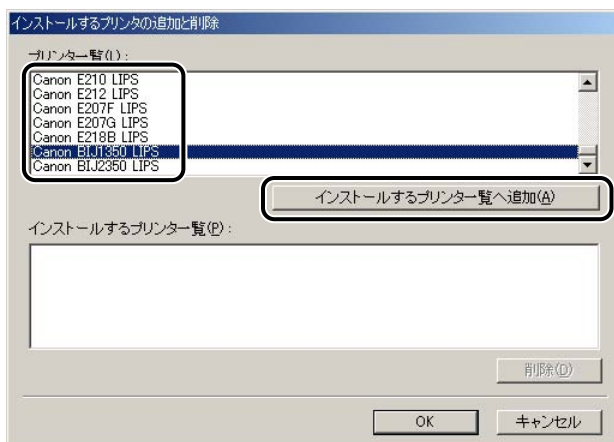 インストールするプリンタの追加と削除
プリンター覧(L):
Canon E210 LIPS
Canon E212 LIPS
Canon E207F LIPS
Canon E207G LIPS
Canon E218B LIPS
Canon BIJ1350 LIPS
Canon BIJ2350 LIPS
インストールするプリンター覧へ追加(A)
インストールするプリンター覧(P):
削除(D)
OK
キャンセル